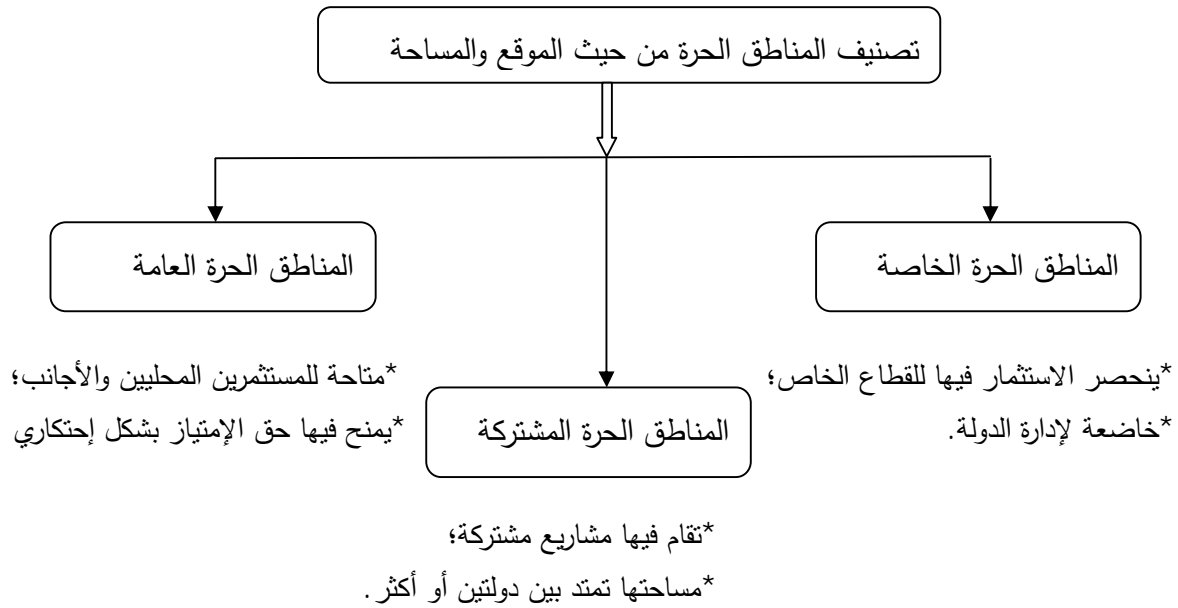 تصنيف المناطق الحرة من حيث الموقع والمساحة
المناطق الحرة الخاصة
*ينحصر الاستثمار فيها للقطاع الخاص؛
*خاضعة لإدارة الدولة.
المناطق الحرة المشتركة
*تقام فيها مشاريع مشتركة؛
*مساحتها تمتد بين دولتين أو أكثر.
المناطق الحرة العامة
*متاحة للمستثمرين المحليين والأجانب؛
*يمنح فيها حق الإمتياز بشكل إحتكاري